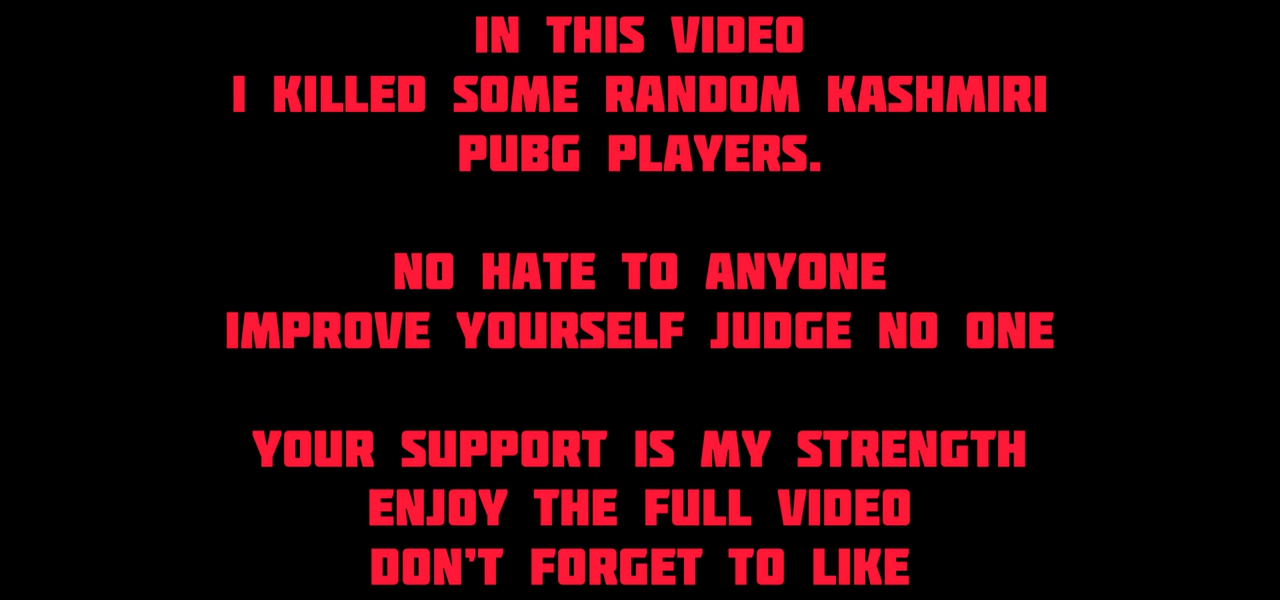 IN THIS VIDEO
I KILLED SOME RANDOM KASHMIRI
PUBG PLAYERS.
NO HATE TO ANYONE
IMPROVE YOURSELF JUDGE NO ONE
YOUR SUPPORT IS MY STRENGTH
ENJOY THE FULL VIDEO
DON'T FORGET TO LIKE